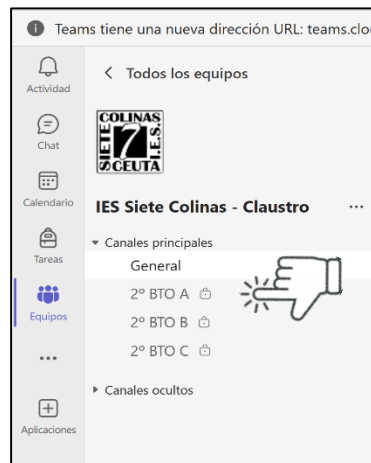 Teams tiene una nueva dirección URL: teams.clou
Todos los equipos
Actividad
Chat
Calendario
Tareas
Equipos
Aplicaciones
SIETE
COLINAS
7
I.E.S.
CEUTA
IES Siete Colinas - Claustro
Canales principales
General
2º BTO A
2º BTO B
2º BTO C
Canales ocultos